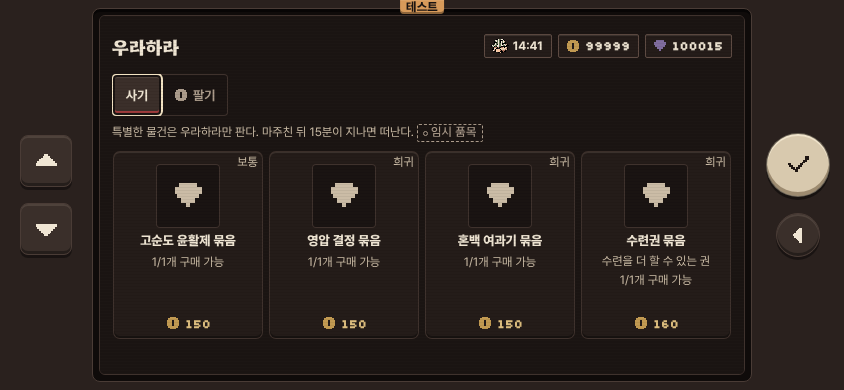 테스트
우라하라
14:41
99999
100015
사기
팔기
특별한 물건은 우라하라만 판다. 마주친 뒤 15분이 지나면 떠난다. 임시 품목
보통
고순도 윤활제 묶음
1/1개 구매 가능
150
희귀
영압 결정 묶음
1/1개 구매 가능
150
희귀
혼백 여과기 묶음
1/1개 구매 가능
150
희귀
수련권 묶음
수련을 더 할 수 있는 권
1/1개 구매 가능
160